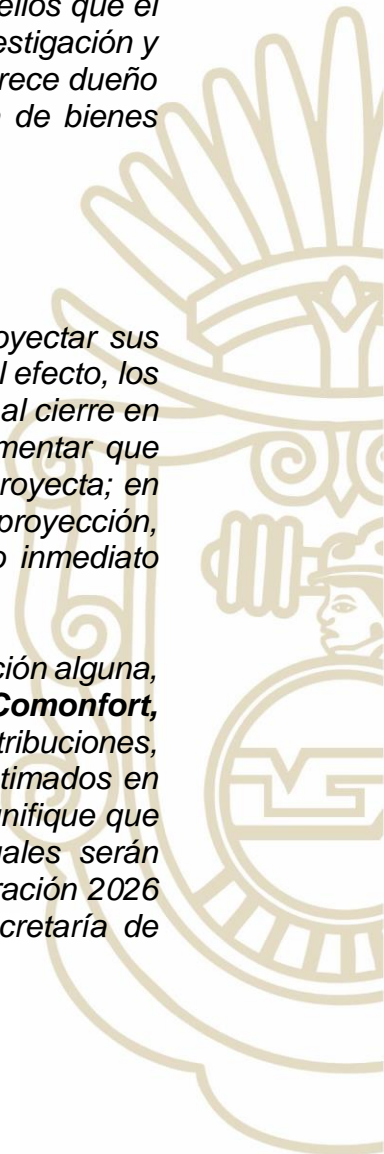 ellos que el
estigación y
rece dueño
de bienes
oyectar sus
l efecto, los
al cierre en
mentar que
royecta; en
proyección,
o inmediato
ción alguna,
Comonfort,
tribuciones,
timados en
nifique que
uales serán
ración 2026
cretaría de